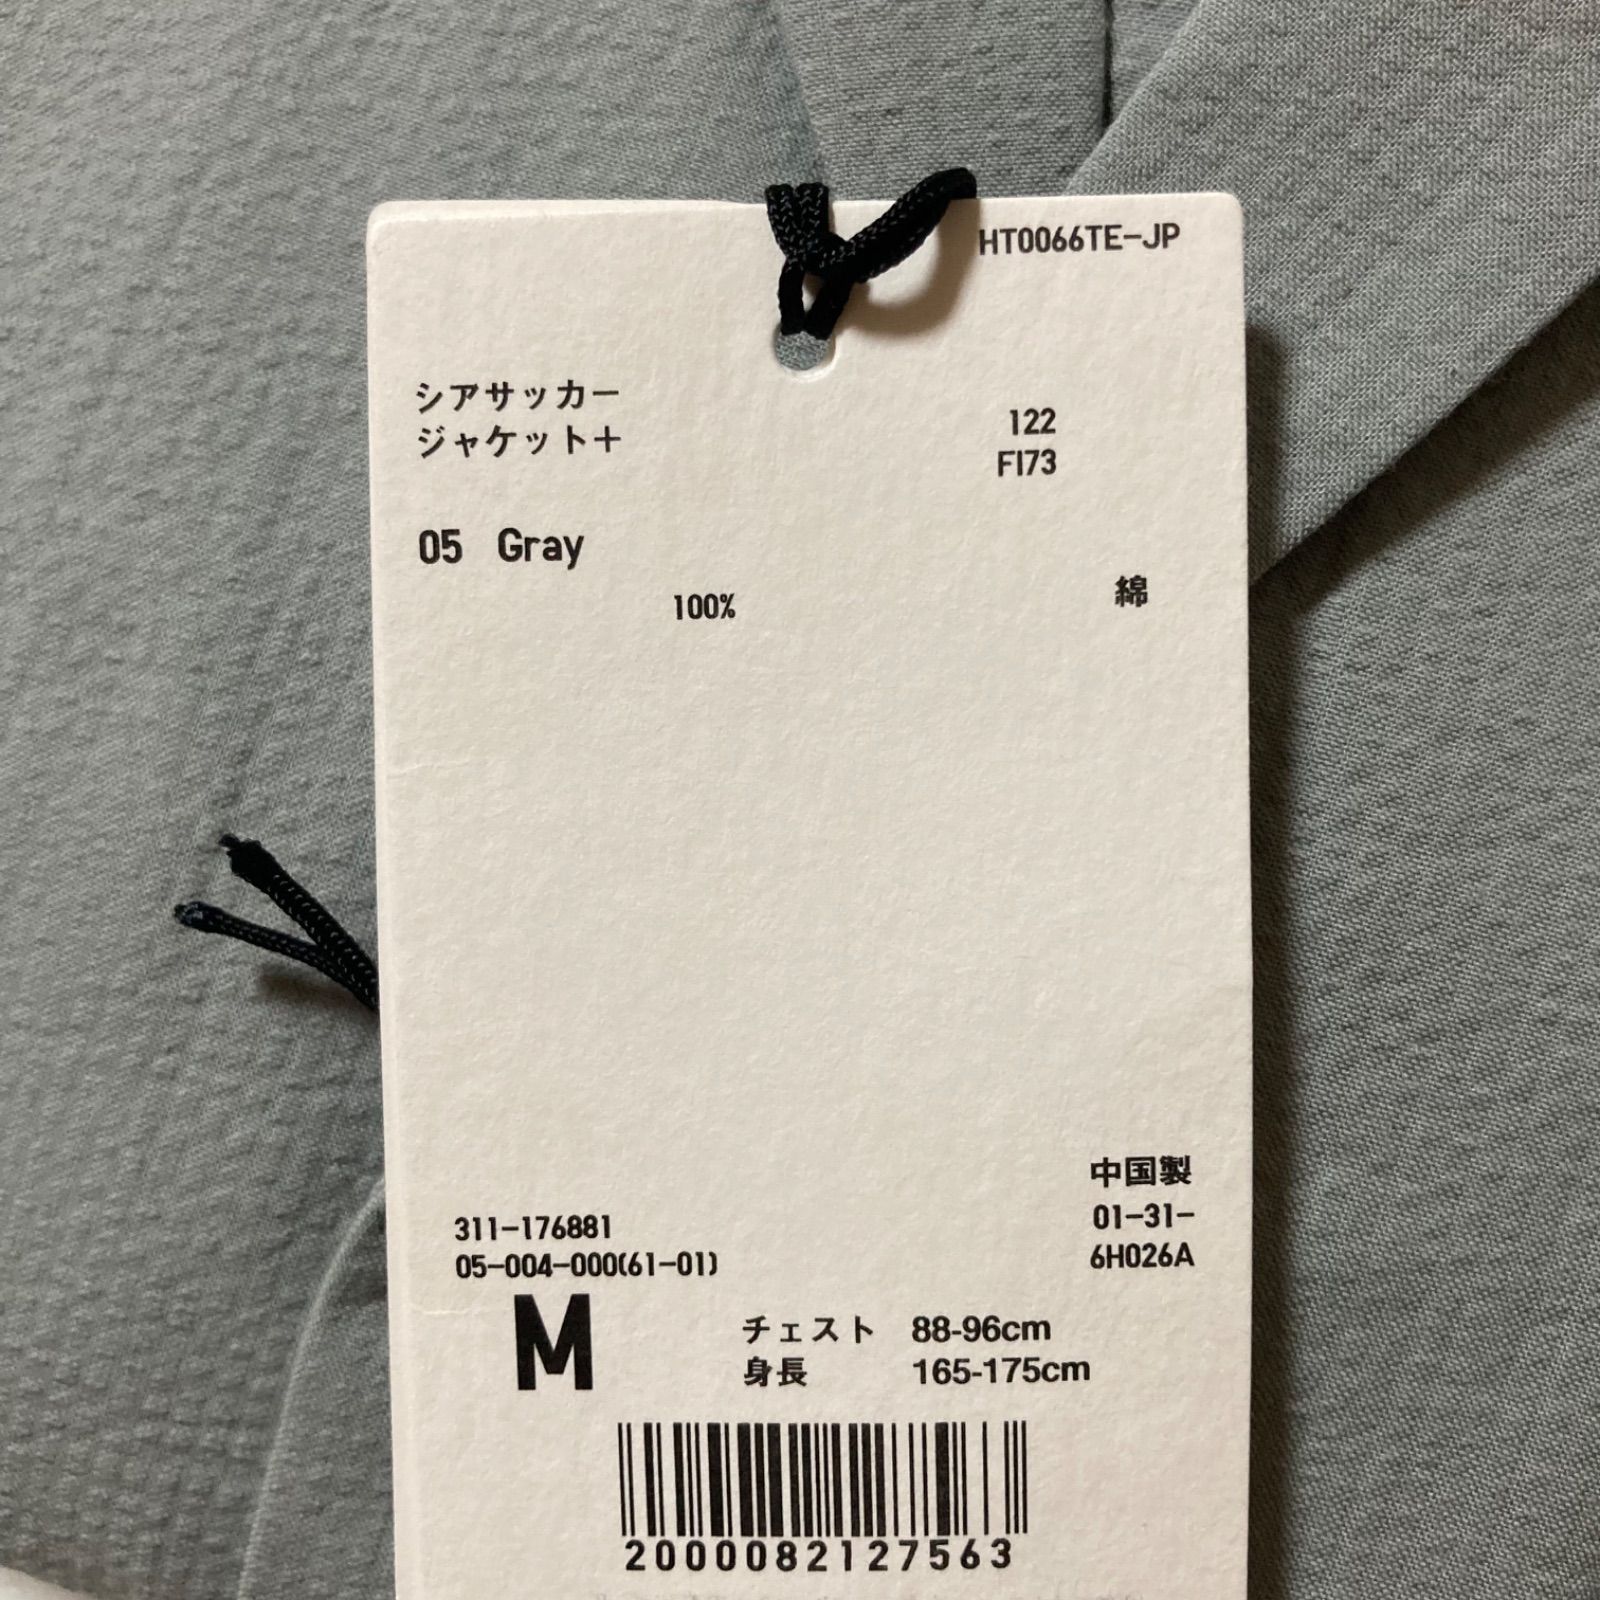 HT0066TE-JP
シアサッカー
ジャケット+
122
FI73
05 Gray
100% 綿
中国製
01-31-
6H026A
311-176881
05-004-000(61-01)
M
チェスト 88-96cm
身長 165-175cm
2000082127563